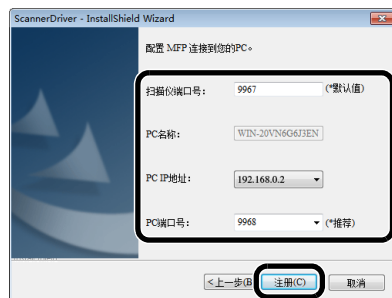 ScannerDriver - InstallShield Wizard
配置 MFP 连接到您的PC。
扫描仪端口号： 9967 (*默认值)
PC名称： WIN-20VN6G6J3EN
PC IP地址： 192.168.0.2
PC端口号： 9968 (*推荐)
<上一步(B 注册(C) 取消